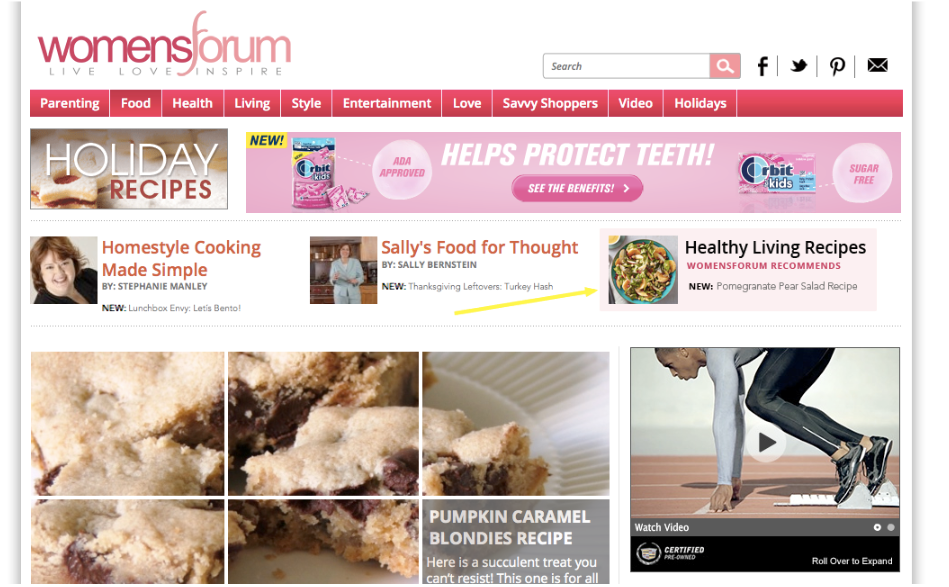 womensforum
LIVE LOVE INSPIRE
Search
Parenting Food Health Living Style Entertainment Love Savvy Shoppers Video Holidays
HOLIDAY
RECIPES
NEW!
Orbit
kids
ADA
APPROVED
HELPS PROTECT TEETH!
SEE THE BENEFITS!
Orbit
kids
SUGAR
FREE
Homestyle Cooking
Made Simple
BY: STEPHANIE MANLEY
NEW: Lunchbox Envy: Letís Bento!
Sally's Food for Thought
BY: SALLY BERNSTEIN
NEW: Thanksgiving Leftovers: Turkey Hash
Healthy Living Recipes
WOMENSFORUM RECOMMENDS
NEW: Pomegranate Pear Salad Recipe
PUMPKIN CARAMEL
BLONDIES RECIPE
Here is a succulent treat you
can't resist! This one is for all
Watch Video
CERTIFIED
PRE-OWNED
Roll Over to Expand